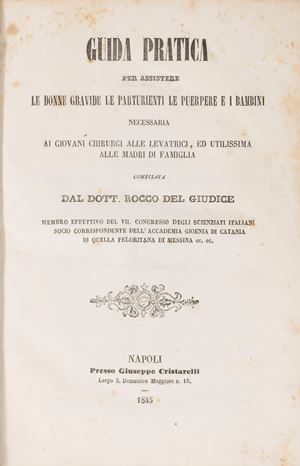 GUIDA PRATICA
PER ASSISTERE
LE DONNE GRAVIDE LE PARTURIENTI LE PUERPERE E I BAMBINI
NECESSARIA
AI GIOVANI CHIRURGI ALLE LEVATRICI, ED UTILISSIMA
ALLE MADRI DI FAMIGLIA
COMPILATA
DAL DOTT. ROCCO DEL GIUDICE
MEMBRO EFFETTIVO DEL VII. CONGRESSO DEGLI SCIENZIATI ITALIANI
SOCIO CORRISPONDENTE DELL' ACCADEMIA GIOENIA DI CATANIA
DI QUELLA PELORITANA DI MESSINA ec. ec.
NAPOLI
Presso Giuseppe Cristarelli
Largo S. Domenico Maggiore n. 15.
1845